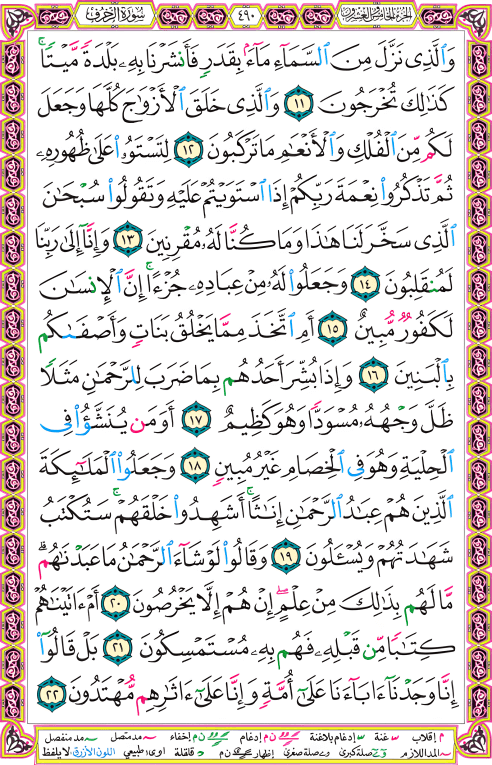 الجزء الخامس والعشرون
٤٩٠
سورة الزخرف
وَٱلَّذِى نَزَّلَ مِنَ ٱلسَّمَآءِ مَآءًۢ بِقَدَرٍ فَأَنشَرْنَا بِهِۦ بَلْدَةً مَّيْتًا ۚ
كَذَٰلِكَ تُخْرَجُونَ ١١ وَٱلَّذِى خَلَقَ ٱلْأَزْوَٰجَ كُلَّهَا وَجَعَلَ
لَكُم مِّنَ ٱلْفُلْكِ وَٱلْأَنْعَٰمِ مَا تَرْكَبُونَ ١٢ لِتَسْتَوُۥا۟ عَلَىٰ ظُهُورِهِۦ
ثُمَّ تَذْكُرُوا۟ نِعْمَةَ رَبِّكُمْ إِذَا ٱسْتَوَيْتُمْ عَلَيْهِ وَتَقُولُوا۟ سُبْحَٰنَ
ٱلَّذِى سَخَّرَ لَنَا هَٰذَا وَمَا كُنَّا لَهُۥ مُقْرِنِينَ ١٣ وَإِنَّآ إِلَىٰ رَبِّنَا
لَمُنقَلِبُونَ ١٤ وَجَعَلُوا۟ لَهُۥ مِنْ عِبَادِهِۦ جُزْءًا ۚ إِنَّ ٱلْإِنسَٰنَ
لَكَفُورٌ مُّبِينٌ ١٥ أَمِ ٱتَّخَذَ مِمَّا يَخْلُقُ بَنَاتٍ وَأَصْفَىٰكُم
بِٱلْبَنِينَ ١٦ وَإِذَا بُشِّرَ أَحَدُهُم بِمَا ضَرَبَ لِلرَّحْمَٰنِ مَثَلًا
ظَلَّ وَجْهُهُۥ مُسْوَدًّا وَهُوَ كَظِيمٌ ١٧ أَوَمَن يُنَشَّؤُا۟ فِى
ٱلْحِلْيَةِ وَهُوَ فِى ٱلْخِصَامِ غَيْرُ مُبِينٍ ١٨ وَجَعَلُوا۟ ٱلْمَلَٰٓئِكَةَ
ٱلَّذِينَ هُمْ عِبَٰدُ ٱلرَّحْمَٰنِ إِنَٰثًا ۚ أَشَهِدُوا۟ خَلْقَهُمْ ۚ سَتُكْتَبُ
شَهَٰدَتُهُمْ وَيُسْـَٔلُونَ ١٩ وَقَالُوا۟ لَوْ شَآءَ ٱلرَّحْمَٰنُ مَا عَبَدْنَٰهُم ۗ
مَّا لَهُم بِذَٰلِكَ مِنْ عِلْمٍ ۖ إِنْ هُمْ إِلَّا يَخْرُصُونَ ٢٠ أَمْ ءَاتَيْنَٰهُمْ
كِتَٰبًا مِّن قَبْلِهِۦ فَهُم بِهِۦ مُسْتَمْسِكُونَ ٢١ بَلْ قَالُوٓا۟
إِنَّا وَجَدْنَآ ءَابَآءَنَا عَلَىٰٓ أُمَّةٍ وَإِنَّا عَلَىٰٓ ءَاثَٰرِهِم مُّهْتَدُونَ ٢٢
م إقلاب غنة إدغام بلاغنة ن م إدغام ن م إخفاء مد متصل مد منفصل
المد اللازم صلة كبرى صلة صغرى إظهار قلقلة اوى: طبيعي اللون الأزرق: لا يلفظ